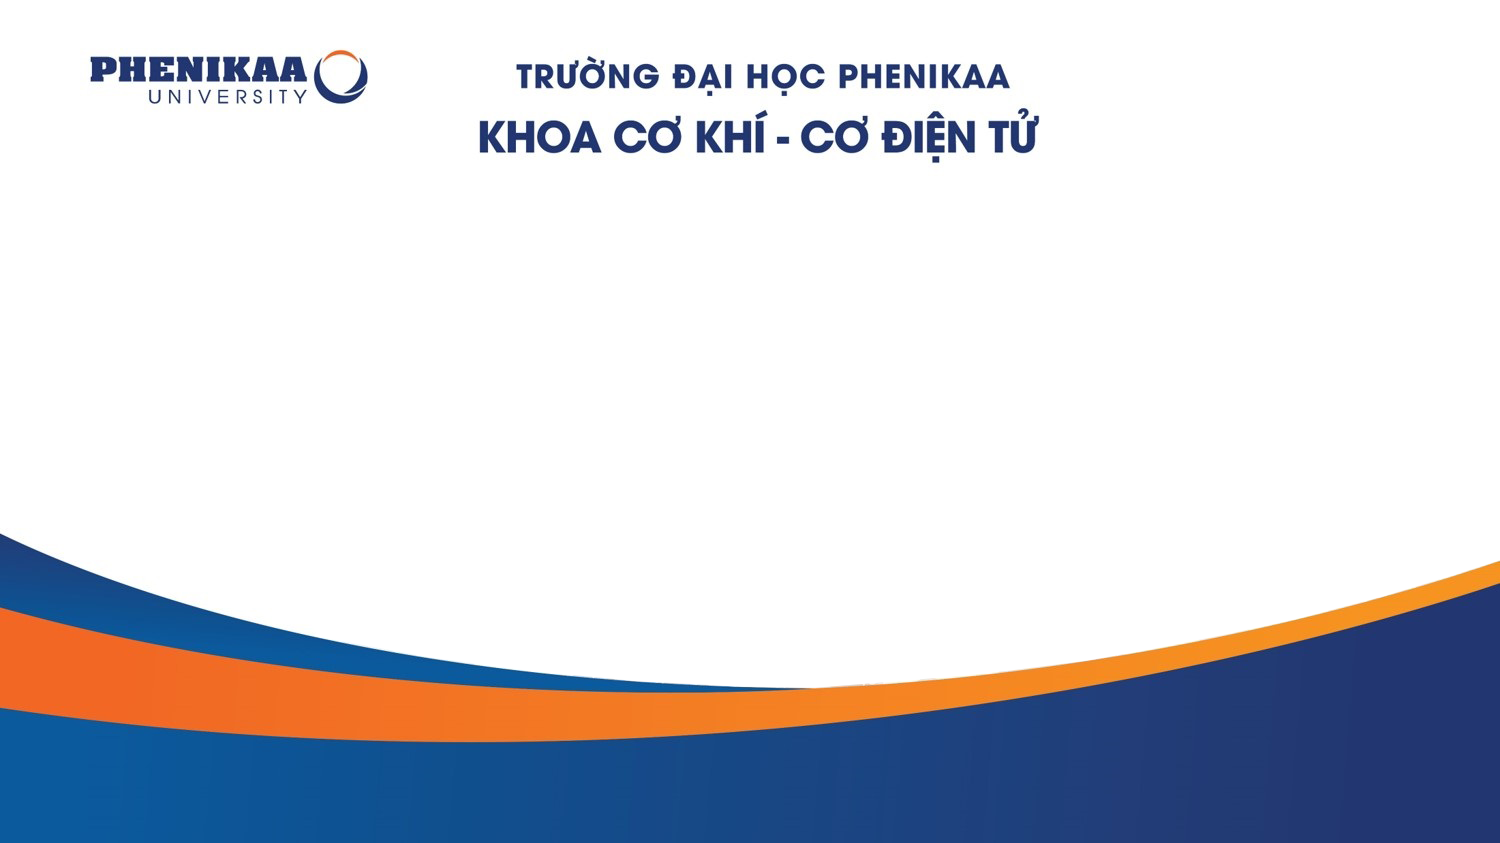 PHENIKAA
UNIVERSITY
TRƯỜNG ĐẠI HỌC PHENIKAA
KHOA CƠ KHÍ - CƠ ĐIỆN TỬ